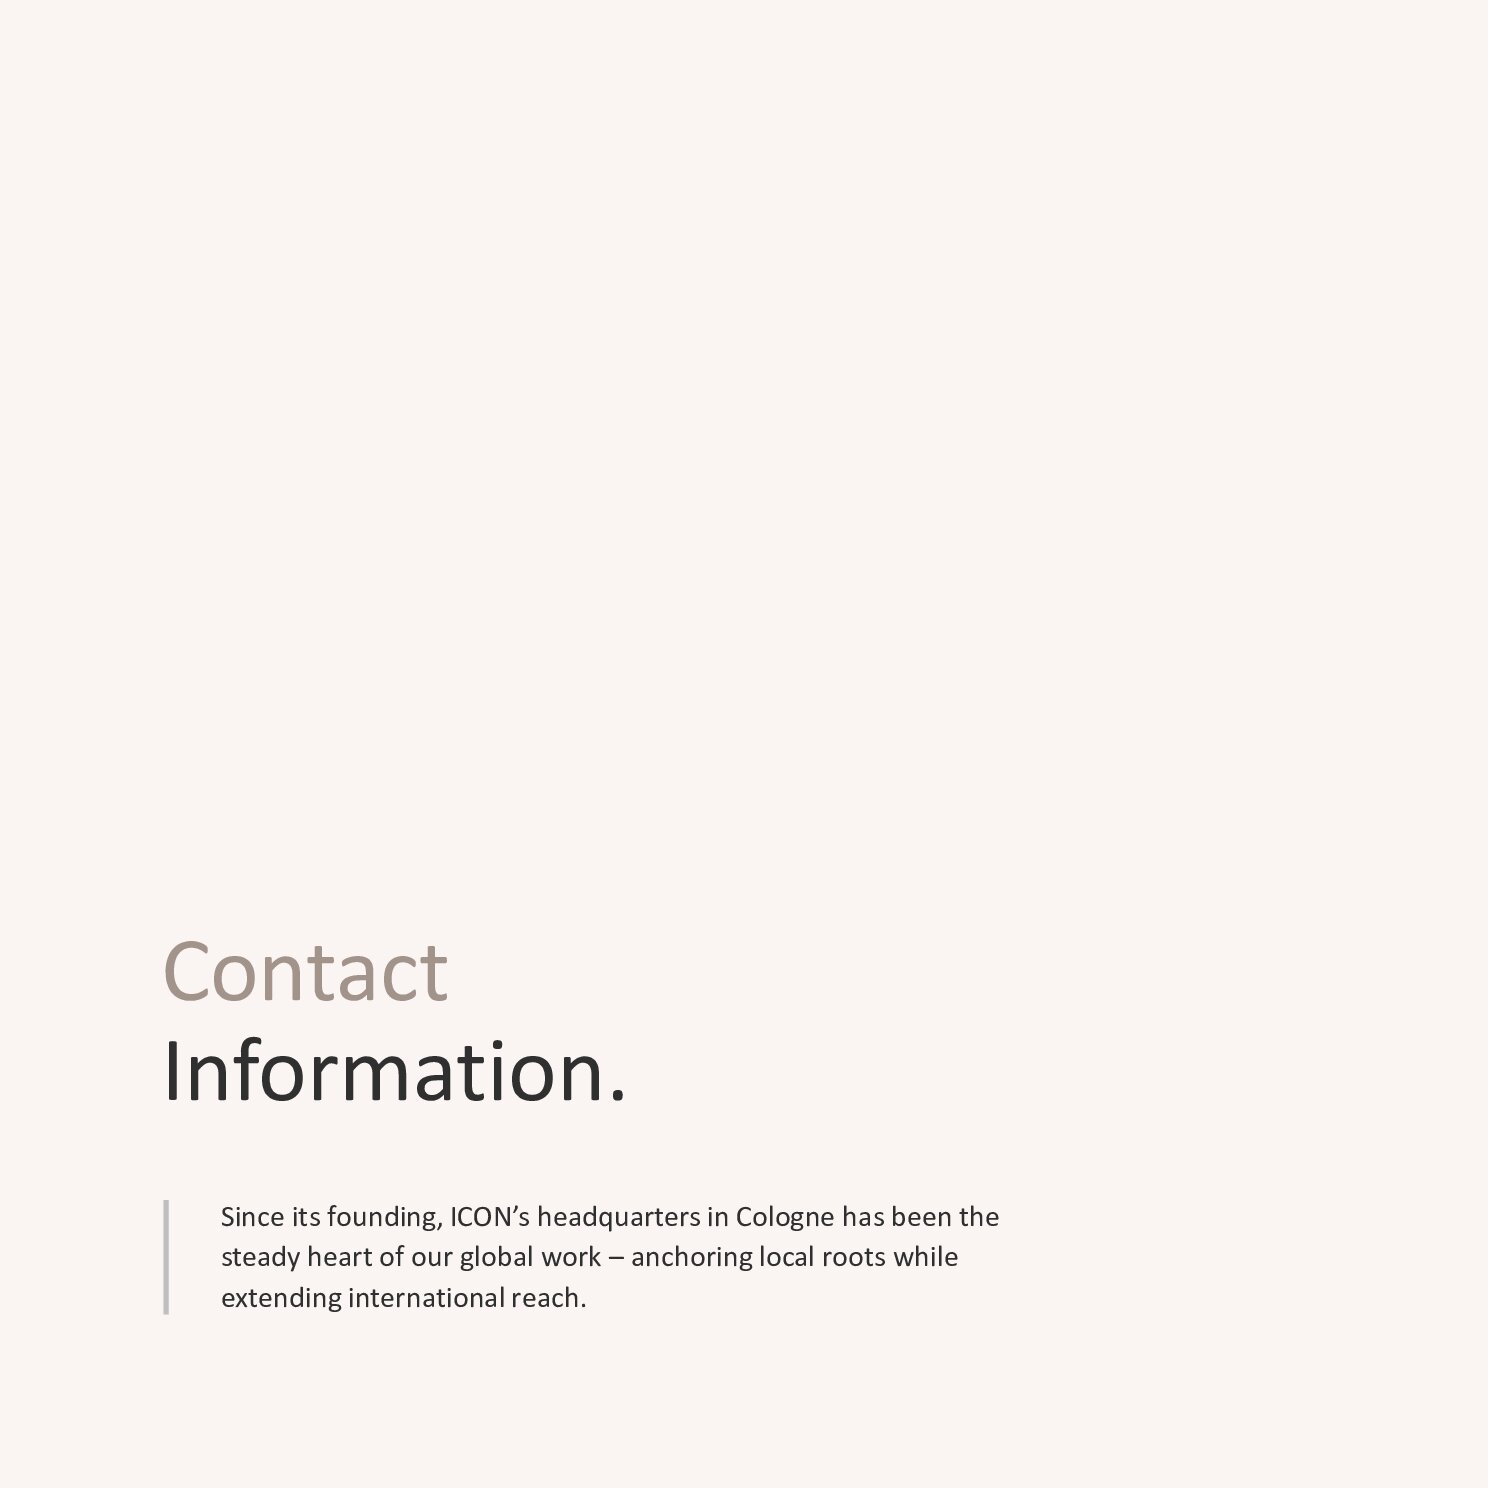 Contact
Information.
Since its founding, ICON’s headquarters in Cologne has been the
steady heart of our global work – anchoring local roots while
extending international reach.